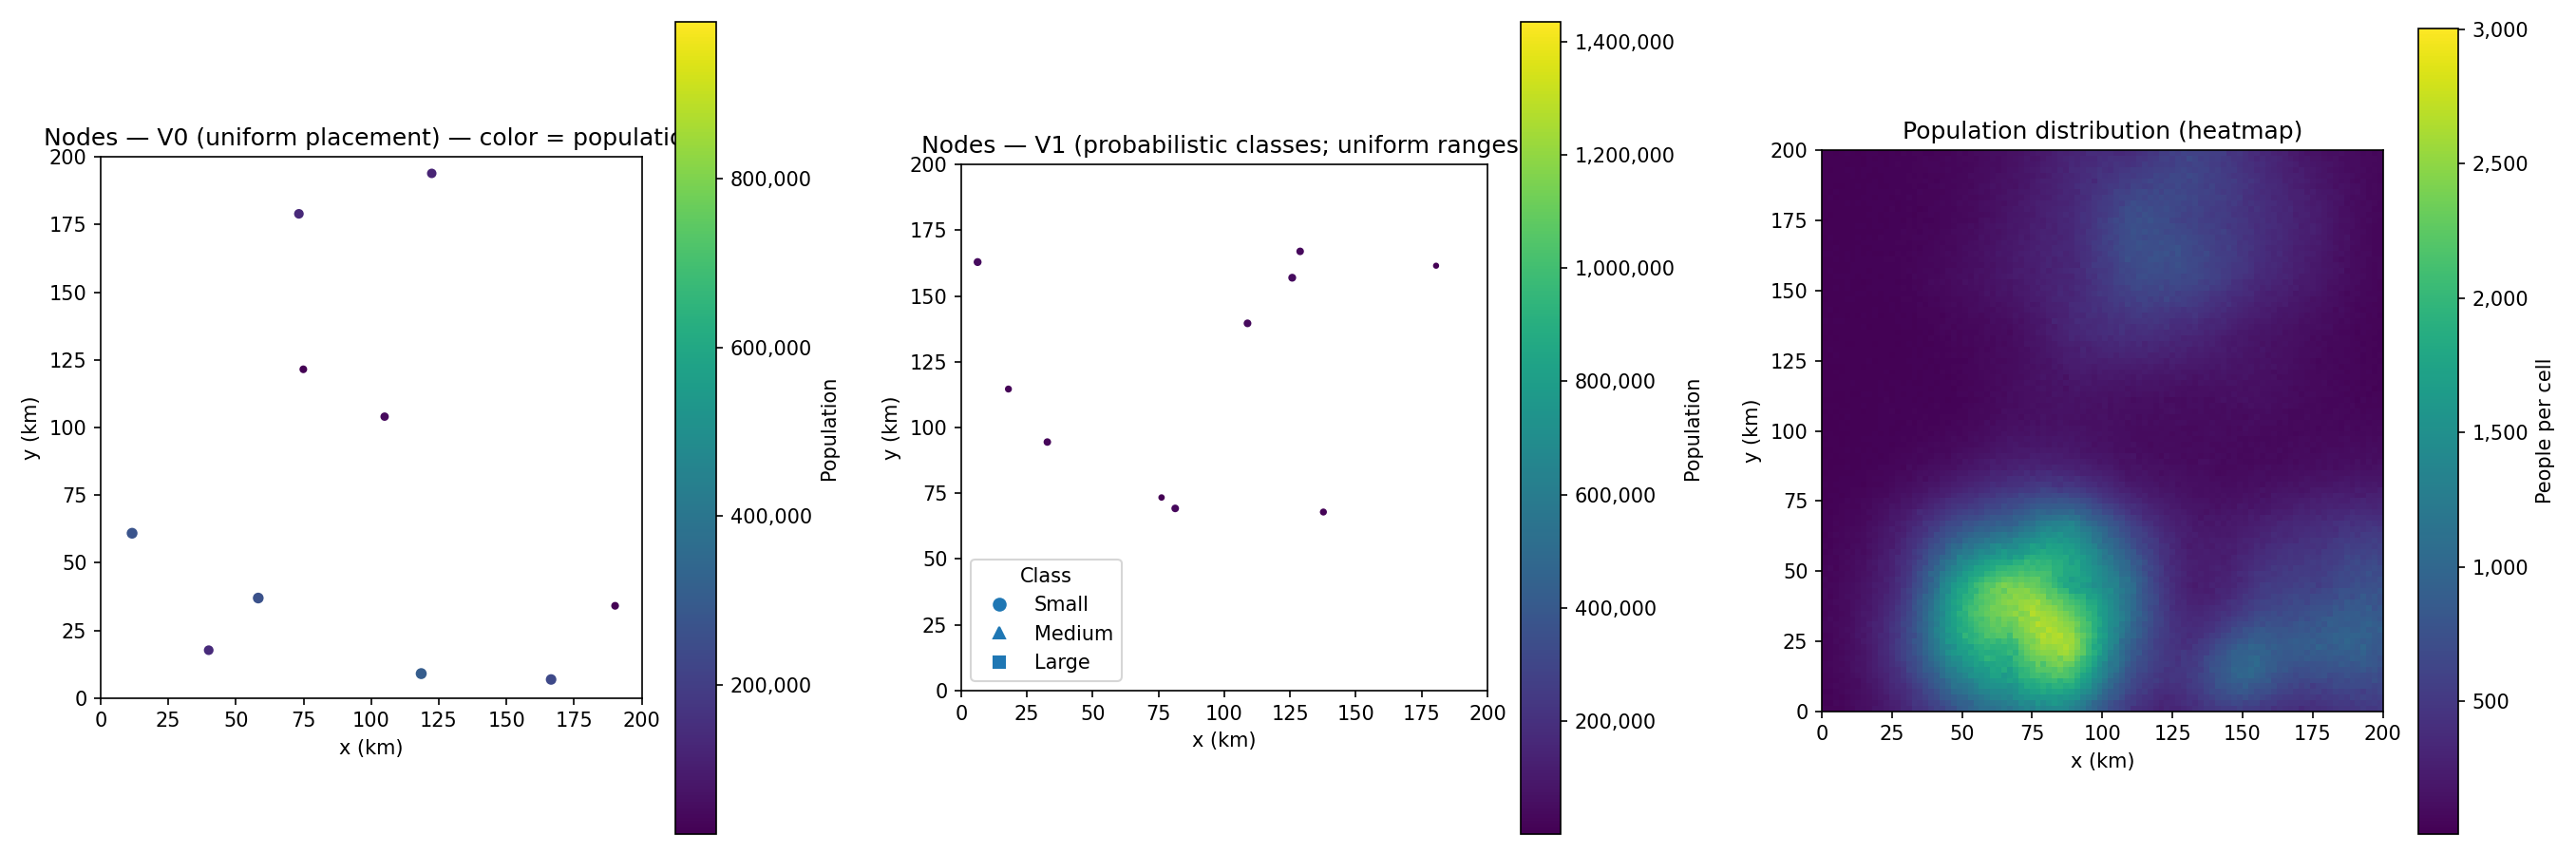 Nodes — V0 (uniform placement) — color = populatio
200
175
150
125
100
75
50
25
0
y (km)
0 25 50 75 100 125 150 175 200
x (km)
800,000
600,000
400,000
200,000
Population
Nodes — V1 (probabilistic classes; uniform ranges
200
175
150
125
100
75
50
25
0
y (km)
Class
Small
Medium
Large
0 25 50 75 100 125 150 175 200
x (km)
1,400,000
1,200,000
1,000,000
800,000
600,000
400,000
200,000
Population
Population distribution (heatmap)
200
175
150
125
100
75
50
25
0
y (km)
0 25 50 75 100 125 150 175 200
x (km)
3,000
2,500
2,000
1,500
1,000
500
People per cell